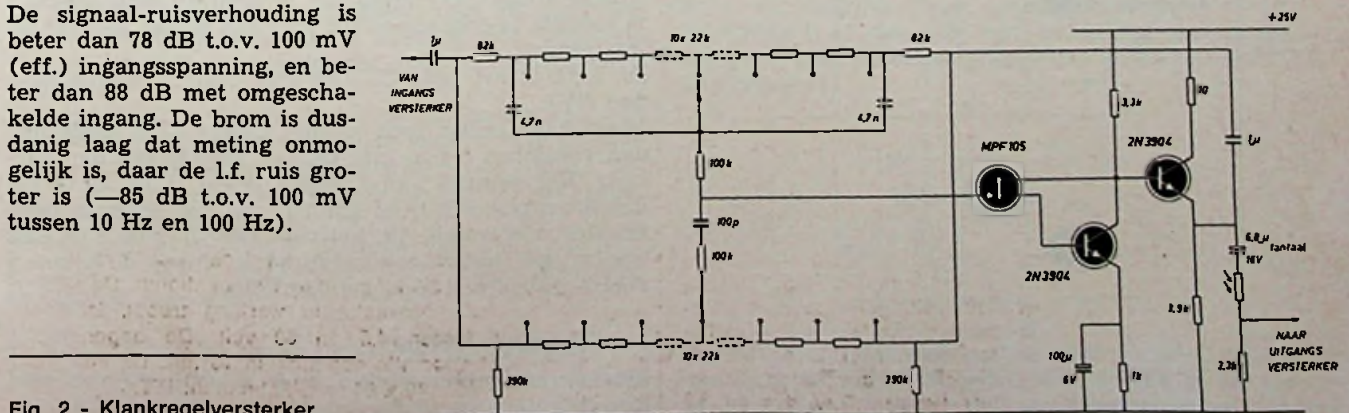 De signaal-ruisverhouding is
beter dan 78 dB t.o.v. 100 mV
(eff.) ingangsspanning, en be-
ter dan 88 dB met omgescha-
kelde ingang. De brom is dus-
danig laag dat meting onmo-
gelijk is, daar de l.f. ruis gro-
ter is (—85 dB t.o.v. 100 mV
tussen 10 Hz en 100 Hz).
Fig. 2 - Klankregelversterker
+25V
1µ
82k
10x 22k
82k
VAN
INGANGS
VERSTERKER
4,7n
4,7n
3,3k
10
MPF105
2N3904
1µ
100k
100p
100k
2N3904
6,8µ
16V
tantaal
10x 22k
3,9k
NAAR
UITGANGS
VERSTERKER
390k
390k
100µ
6V
1k
3,3k